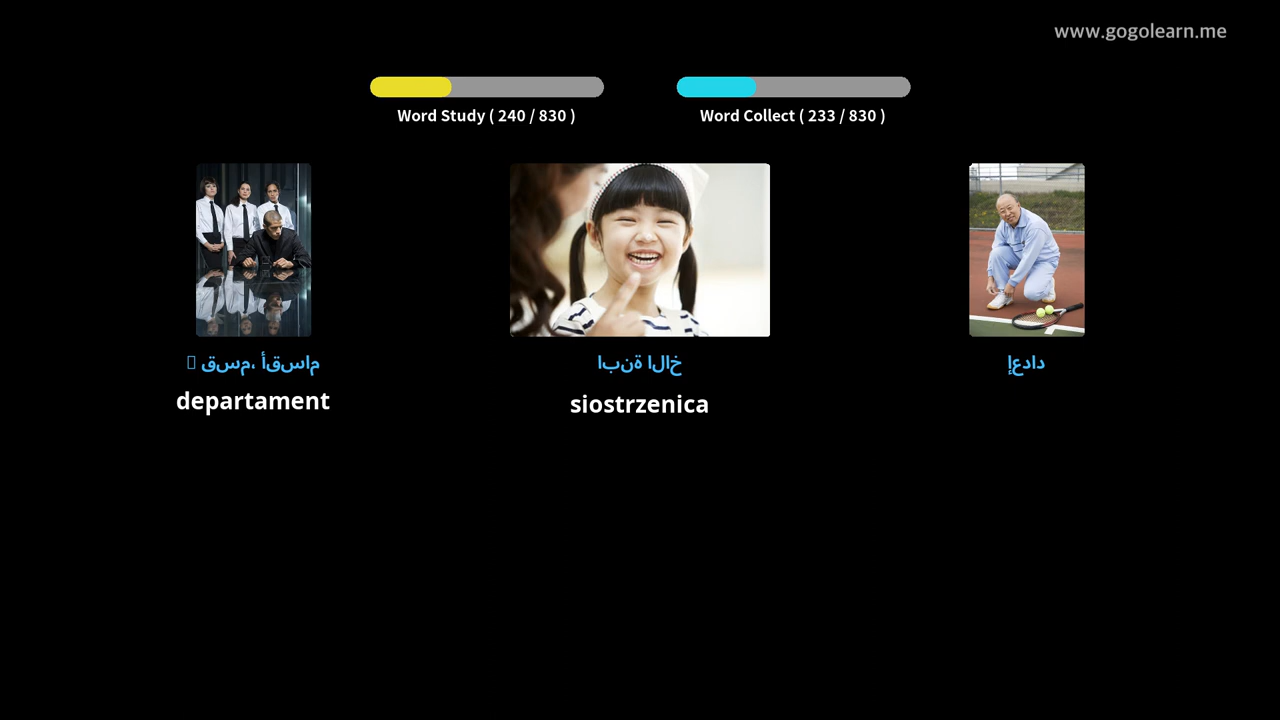 www.gogolearn.me
Word Study ( 240 / 830 )
Word Collect ( 233 / 830 )
قسم، أقسام
ابنة الاخ
إعداد
departament
siostrzenica